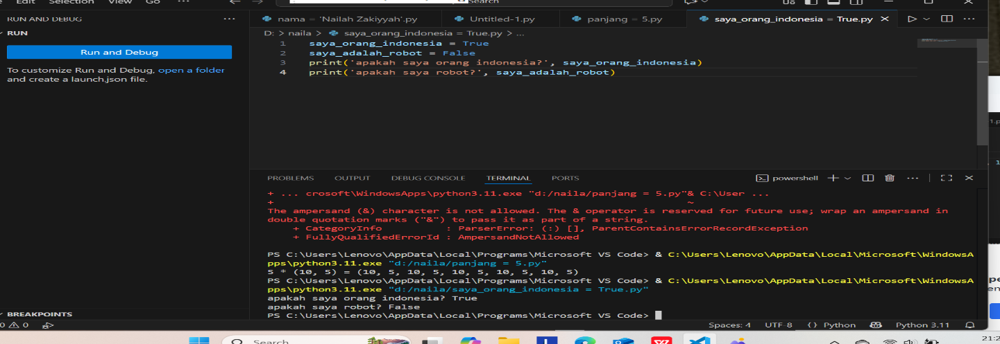 Edit Selection View Go ··· Search
RUN AND DEBUG ···
RUN
Run and Debug
To customize Run and Debug, open a folder
and create a launch.json file.
BREAKPOINTS
nama = 'Nailah Zakiyyah'.py Untitled-1.py panjang = 5.py saya_orang_indonesia = True.py ✕
D: > naila > saya_orang_indonesia = True.py > ...
1 saya_orang_indonesia = True
2 saya_adalah_robot = False
3 print('apakah saya orang indonesia?', saya_orang_indonesia)
4 print('apakah saya robot?', saya_adalah_robot)
PROBLEMS OUTPUT DEBUG CONSOLE TERMINAL PORTS powershell
+ ... crosoft\WindowsApps\python3.11.exe "d:/naila/panjang = 5.py"& C:\User ...
+ ~
The ampersand (&) character is not allowed. The & operator is reserved for future use; wrap an ampersand in
double quotation marks ("&") to pass it as part of a string.
+ CategoryInfo : ParserError: (:) [], ParentContainsErrorRecordException
+ FullyQualifiedErrorId : AmpersandNotAllowed
PS C:\Users\Lenovo\AppData\Local\Programs\Microsoft VS Code> & C:\Users\Lenovo\AppData\Local\Microsoft\WindowsA
pps\python3.11.exe "d:/naila/panjang = 5.py"
5 * (10, 5) = (10, 5, 10, 5, 10, 5, 10, 5, 10, 5)
PS C:\Users\Lenovo\AppData\Local\Programs\Microsoft VS Code> & C:\Users\Lenovo\AppData\Local\Microsoft\WindowsA
pps\python3.11.exe "d:/naila/saya_orang_indonesia = True.py"
apakah saya orang indonesia? True
apakah saya robot? False
PS C:\Users\Lenovo\AppData\Local\Programs\Microsoft VS Code>
0 0 Spaces: 4 UTF-8 {} Python Python 3.11
Search